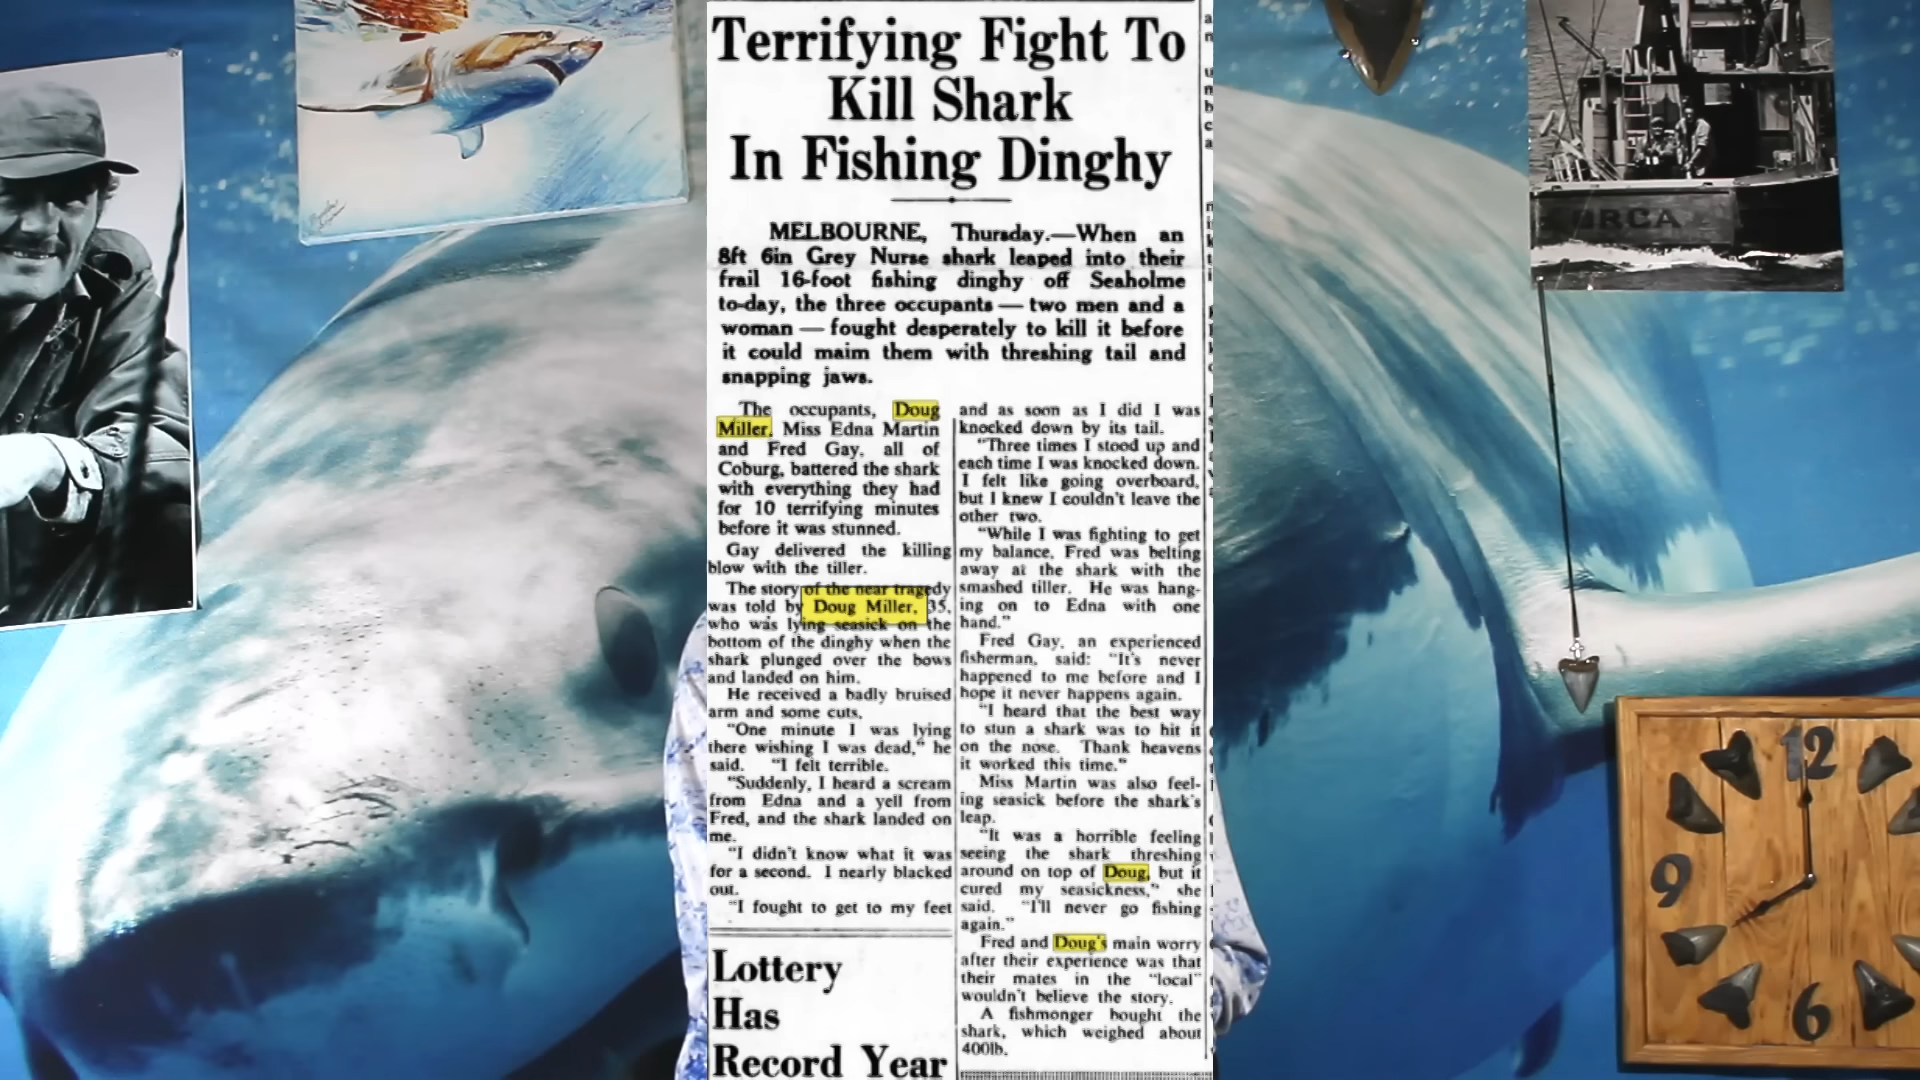 Terrifying Fight To
Kill Shark
In Fishing Dinghy
MELBOURNE, Thursday.—When an
8ft 6in Grey Nurse shark leaped into their
frail 16-foot fishing dinghy off Seaholme
to-day, the three occupants — two men and a
woman — fought desperately to kill it before
it could maim them with threshing tail and
snapping jaws.
The occupants, Doug
Miller, Miss Edna Martin
and Fred Gay, all of
Coburg, battered the shark
with everything they had
for 10 terrifying minutes
before it was stunned.
Gay delivered the killing
blow with the tiller.
The story of the near tragedy
was told by Doug Miller, 35,
who was lying seasick on the
bottom of the dinghy when the
shark plunged over the bows
and landed on him.
He received a badly bruised
arm and some cuts.
"One minute I was lying
there wishing I was dead," he
said. "I felt terrible.
"Suddenly, I heard a scream
from Edna and a yell from
Fred, and the shark landed on
me.
"I didn't know what it was
for a second. I nearly blacked
out.
"I fought to get to my feet
and as soon as I did I was
knocked down by its tail.
"Three times I stood up and
each time I was knocked down.
I felt like going overboard,
but I knew I couldn't leave the
other two.
"While I was fighting to get
my balance, Fred was belting
away at the shark with the
smashed tiller. He was hang-
ing on to Edna with one
hand."
Fred Gay, an experienced
fisherman, said: "It's never
happened to me before and I
hope it never happens again.
"I heard that the best way
to stun a shark was to hit it
on the nose. Thank heavens
it worked this time."
Miss Martin was also feel-
ing seasick before the shark's
leap.
"It was a horrible feeling
seeing the shark threshing
around on top of Doug, but it
cured my seasickness," she
said. "I'll never go fishing
again."
Fred and Doug's main worry
after their experience was that
their mates in the "local"
wouldn't believe the story.
A fishmonger bought the
shark, which weighed about
400lb.
Lottery
Has
Record Year
ORCA
12
9
6